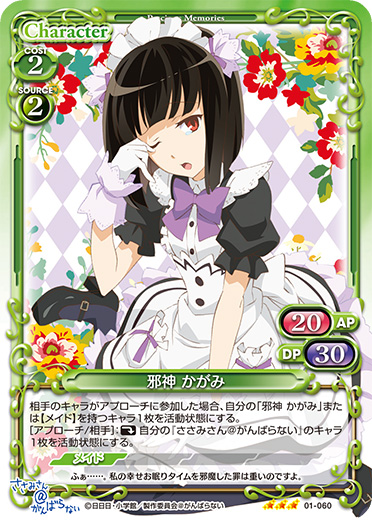 Precious Memories
Character
COST
2
SOURCE
2
20 AP
DP 30
邪神 かがみ
相手のキャラがアプローチに参加した場合、自分の「邪神 かがみ」また
は【メイド】を持つキャラ1枚を活動状態にする。
[アプローチ/相手]:自分の「ささみさん@がんばらない」のキャラ
1枚を活動状態にする。
メイド
ふぁ……。私の幸せお眠りタイムを邪魔した罪は重いのですよ。
ささみさん
@
がんばらない
©日日日・小学館/製作委員会@がんばらない
★★★ 01-060